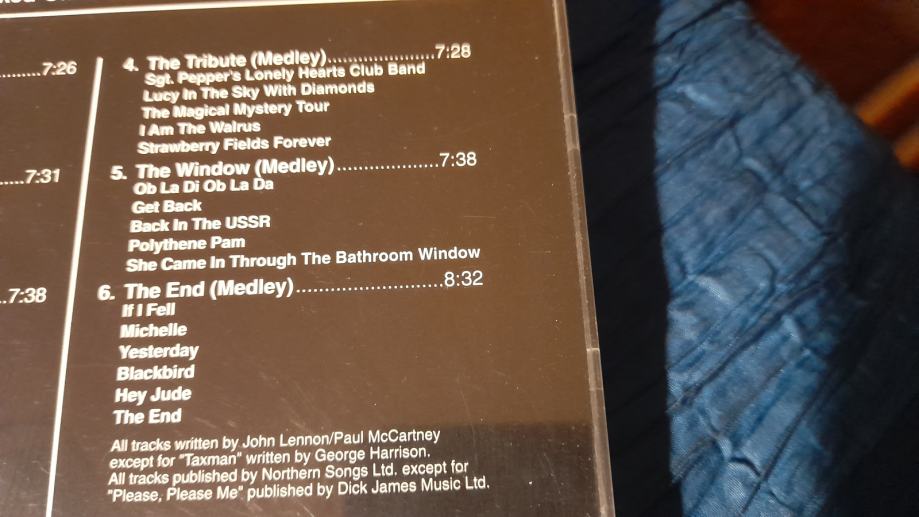 ..........7:26
.....7:31
..7:38
4. The Tribute (Medley)....................7:28
Sgt. Pepper's Lonely Hearts Club Band
Lucy In The Sky With Diamonds
The Magical Mystery Tour
I Am The Walrus
Strawberry Fields Forever
5. The Window (Medley)...................7:38
Ob La Di Ob La Da
Get Back
Back In The USSR
Polythene Pam
She Came In Through The Bathroom Window
6. The End (Medley)...........................8:32
If I Fell
Michelle
Yesterday
Blackbird
Hey Jude
The End
All tracks written by John Lennon/Paul McCartney
except for "Taxman" written by George Harrison.
All tracks published by Northern Songs Ltd. except for
"Please, Please Me" published by Dick James Music Ltd.